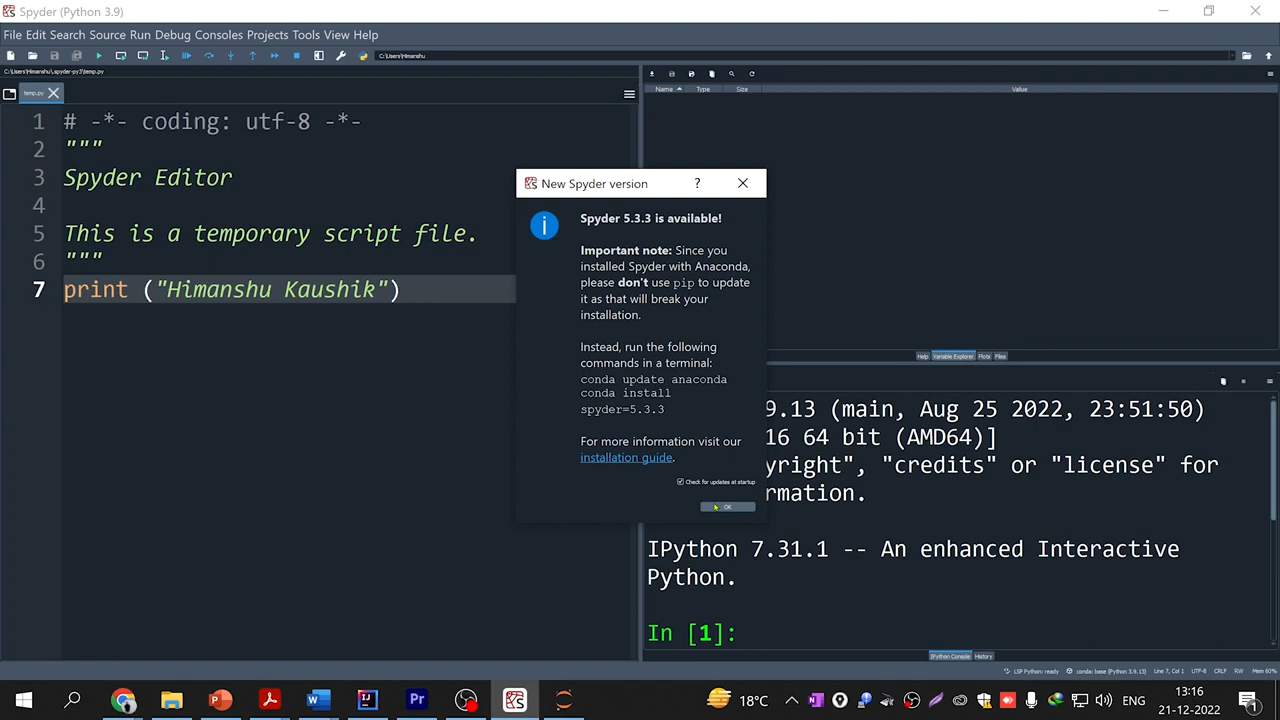 Spyder (Python 3.9)
File Edit Search Source Run Debug Consoles Projects Tools View Help
C:\Users\Himanshu
C:\Users\Himanshu\.spyder-py3\temp.py
temp.py
1 # -*- coding: utf-8 -*-
2 """
3 Spyder Editor
4
5 This is a temporary script file.
6 """
7 print ("Himanshu Kaushik")
Name Type Size Value
Help Variable Explorer Plots Files
New Spyder version
?
Spyder 5.3.3 is available!
Important note: Since you
installed Spyder with Anaconda,
please don't use pip to update
it as that will break your
installation.
Instead, run the following
commands in a terminal:
conda update anaconda
conda install
spyder=5.3.3
For more information visit our
installation guide.
Check for updates at startup
OK
9.13 (main, Aug 25 2022, 23:51:50)
16 64 bit (AMD64)]
yright", "credits" or "license" for
rmation.
IPython 7.31.1 -- An enhanced Interactive
Python.
In [1]:
IPython Console History
LSP Python: ready conda: base (Python 3.9.13) Line 7, Col 1 UTF-8 CRLF RW Mem 60%
18°C ENG
13:16
21-12-2022
1